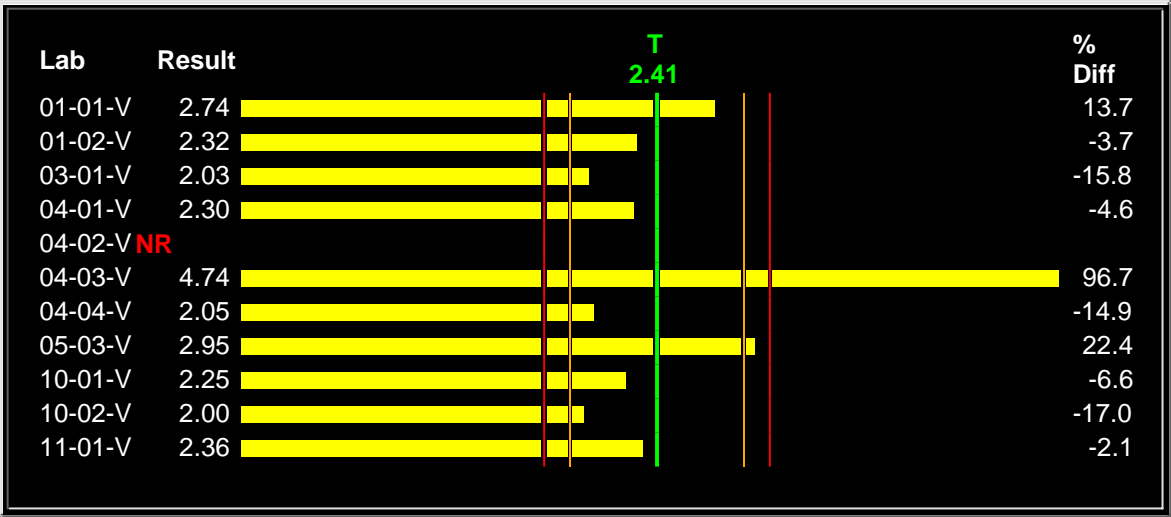 T %
Lab Result 2.41 Diff
01-01-V 2.74 13.7
01-02-V 2.32 -3.7
03-01-V 2.03 -15.8
04-01-V 2.30 -4.6
04-02-V NR
04-03-V 4.74 96.7
04-04-V 2.05 -14.9
05-03-V 2.95 22.4
10-01-V 2.25 -6.6
10-02-V 2.00 -17.0
11-01-V 2.36 -2.1